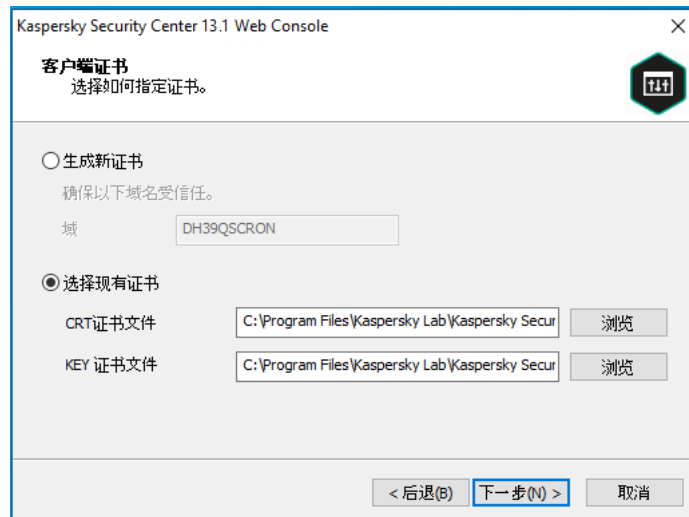 Kaspersky Security Center 13.1 Web Console
客户端证书
选择如何指定证书。
生成新证书
确保以下域名受信任。
域 DH39QSCRON
选择现有证书
CRT证书文件 C:\Program Files\Kaspersky Lab\Kaspersky Secur 浏览
KEY 证书文件 C:\Program Files\Kaspersky Lab\Kaspersky Secur 浏览
< 后退(B) 下一步(N) > 取消